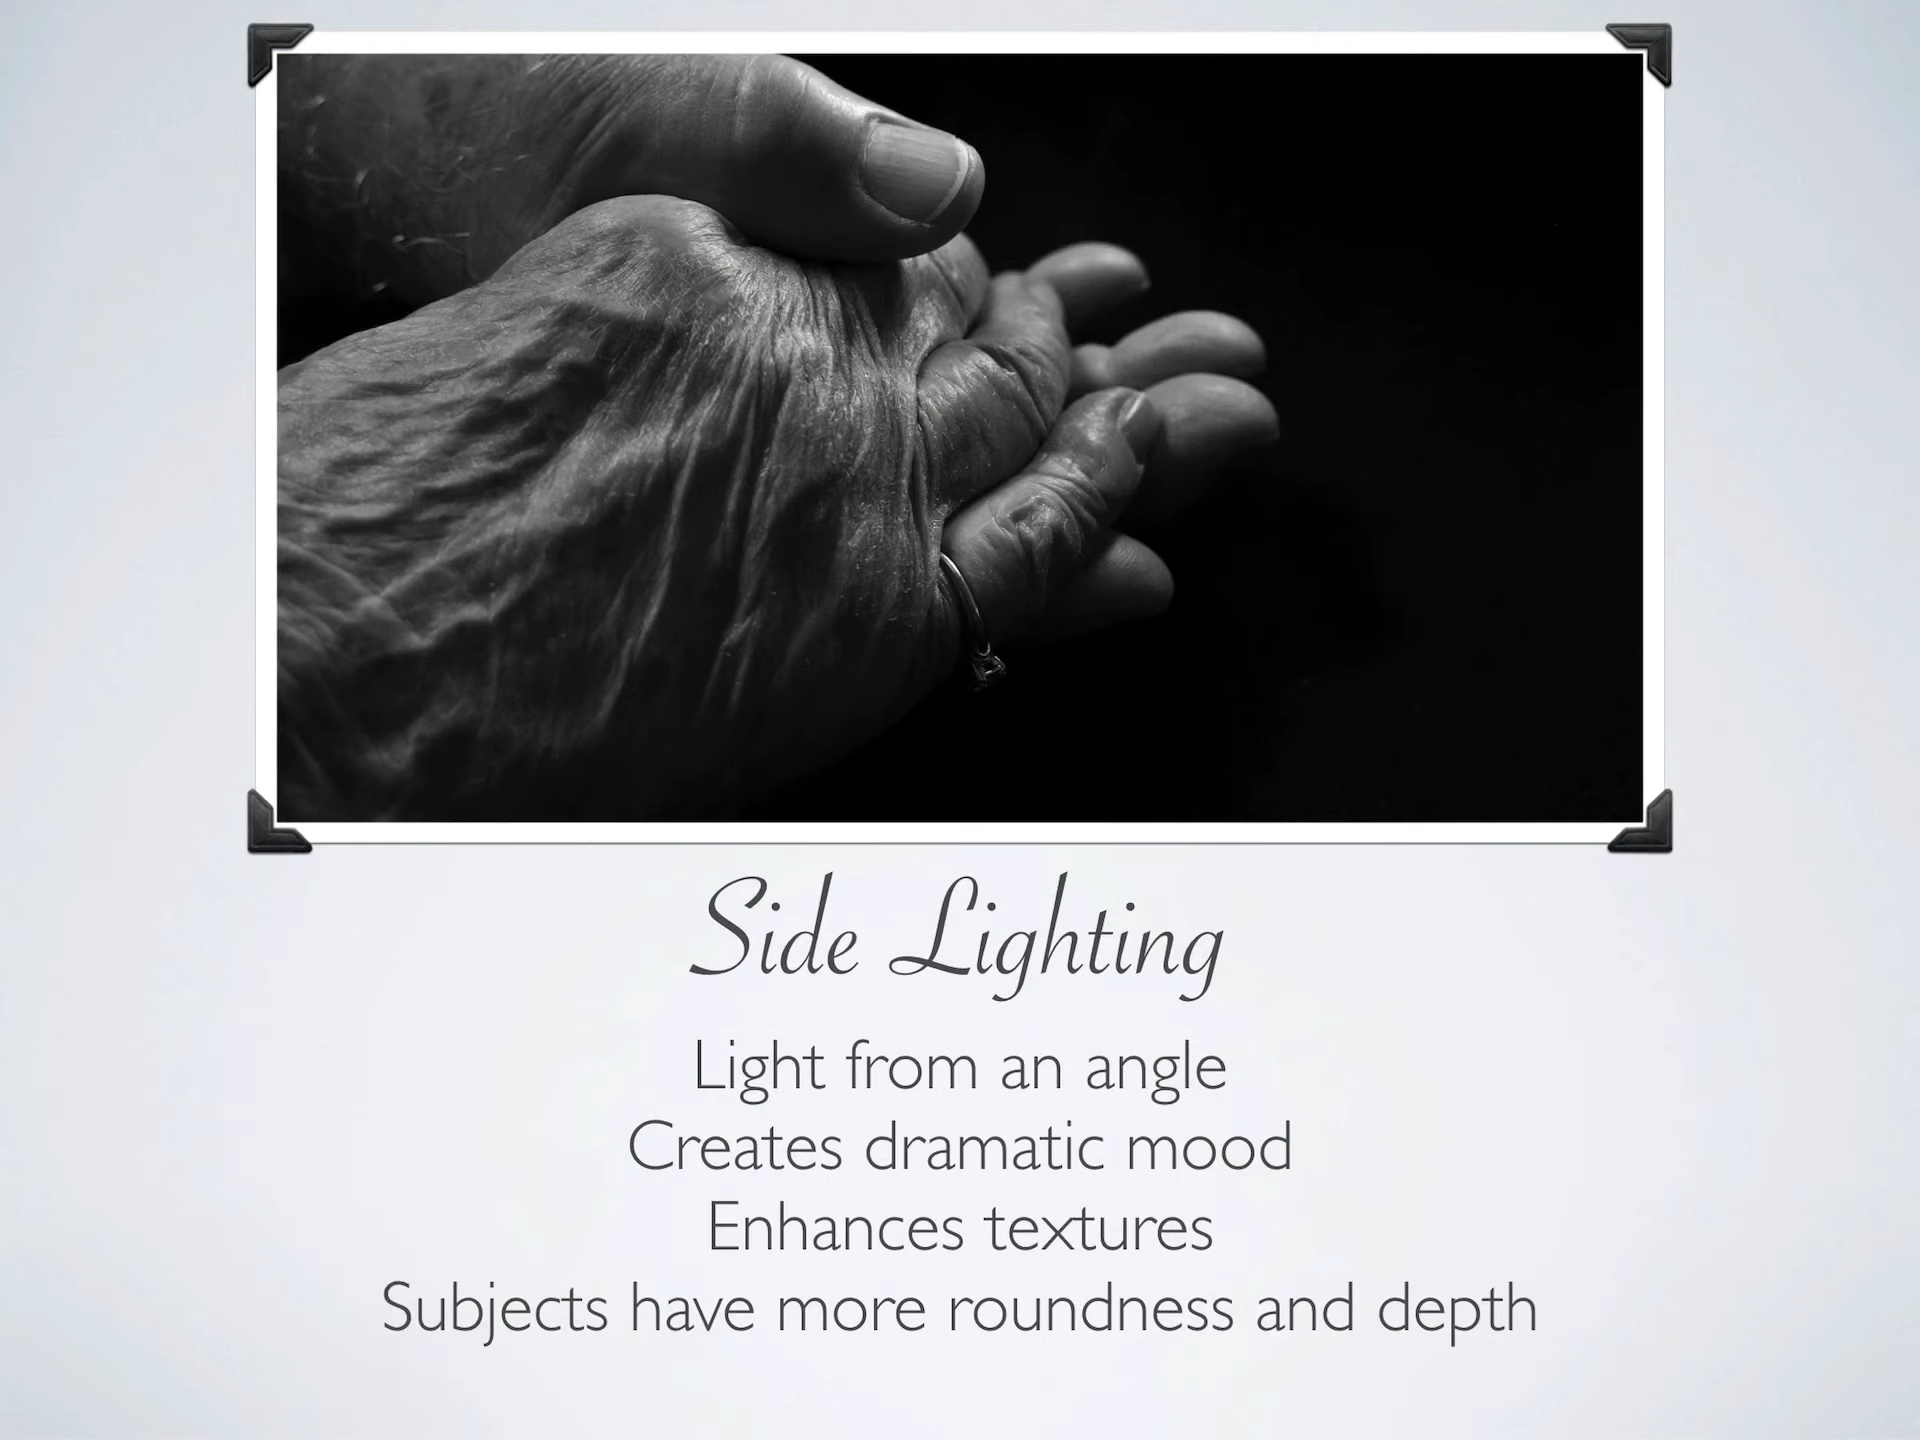 Side Lighting
Light from an angle
Creates dramatic mood
Enhances textures
Subjects have more roundness and depth